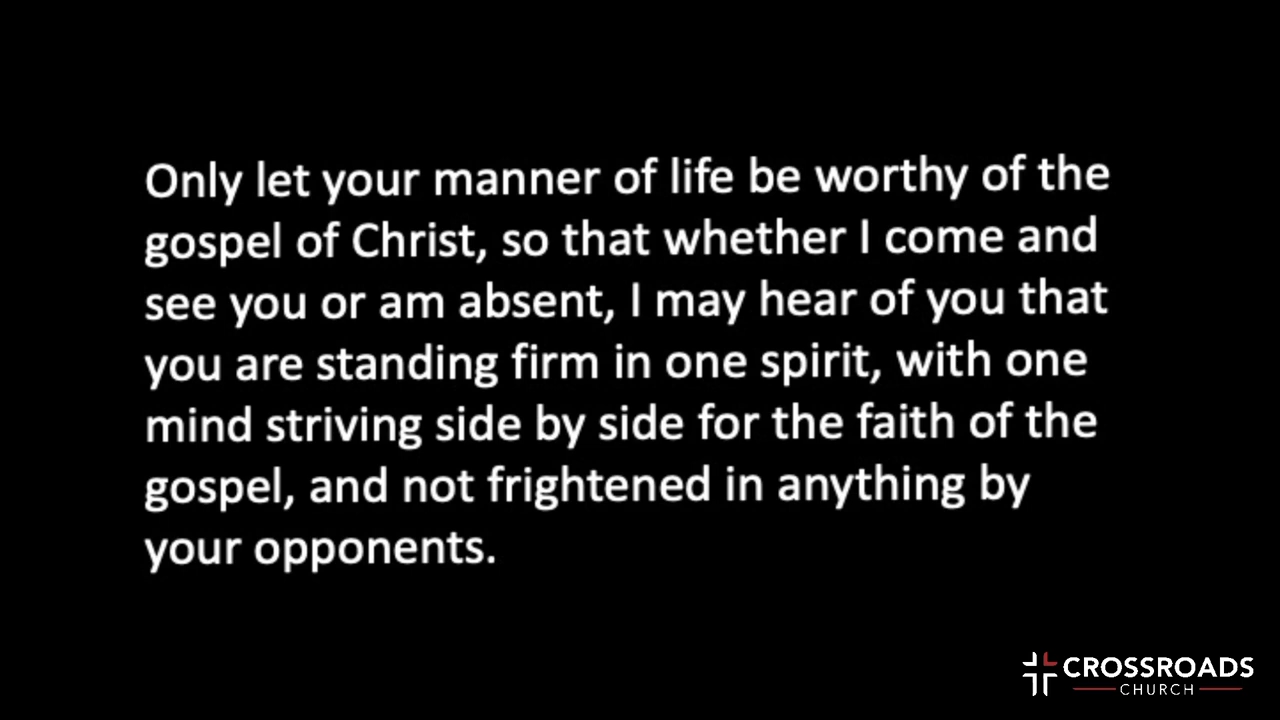 Only let your manner of life be worthy of the
gospel of Christ, so that whether I come and
see you or am absent, I may hear of you that
you are standing firm in one spirit, with one
mind striving side by side for the faith of the
gospel, and not frightened in anything by
your opponents.
CROSSROADS
CHURCH